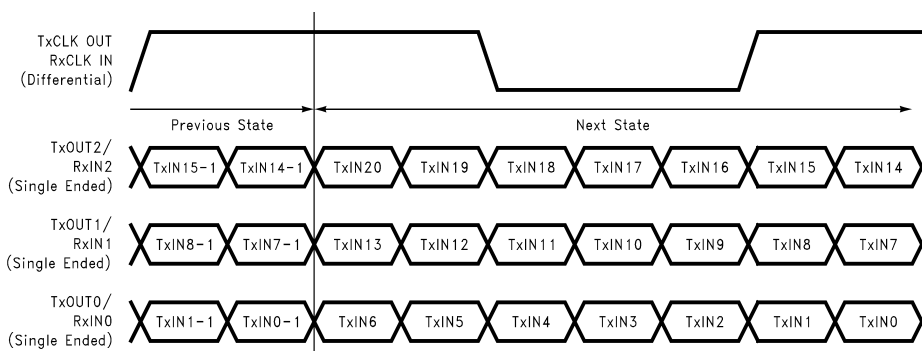 TxCLK OUT
RxCLK IN
(Differential)
Previous State
Next State
TxOUT2/
RxIN2
(Single Ended)
TxIN15-1 TxIN14-1 TxIN20 TxIN19 TxIN18 TxIN17 TxIN16 TxIN15 TxIN14
TxOUT1/
RxIN1
(Single Ended)
TxIN8-1 TxIN7-1 TxIN13 TxIN12 TxIN11 TxIN10 TxIN9 TxIN8 TxIN7
TxOUT0/
RxIN0
(Single Ended)
TxIN1-1 TxIN0-1 TxIN6 TxIN5 TxIN4 TxIN3 TxIN2 TxIN1 TxIN0